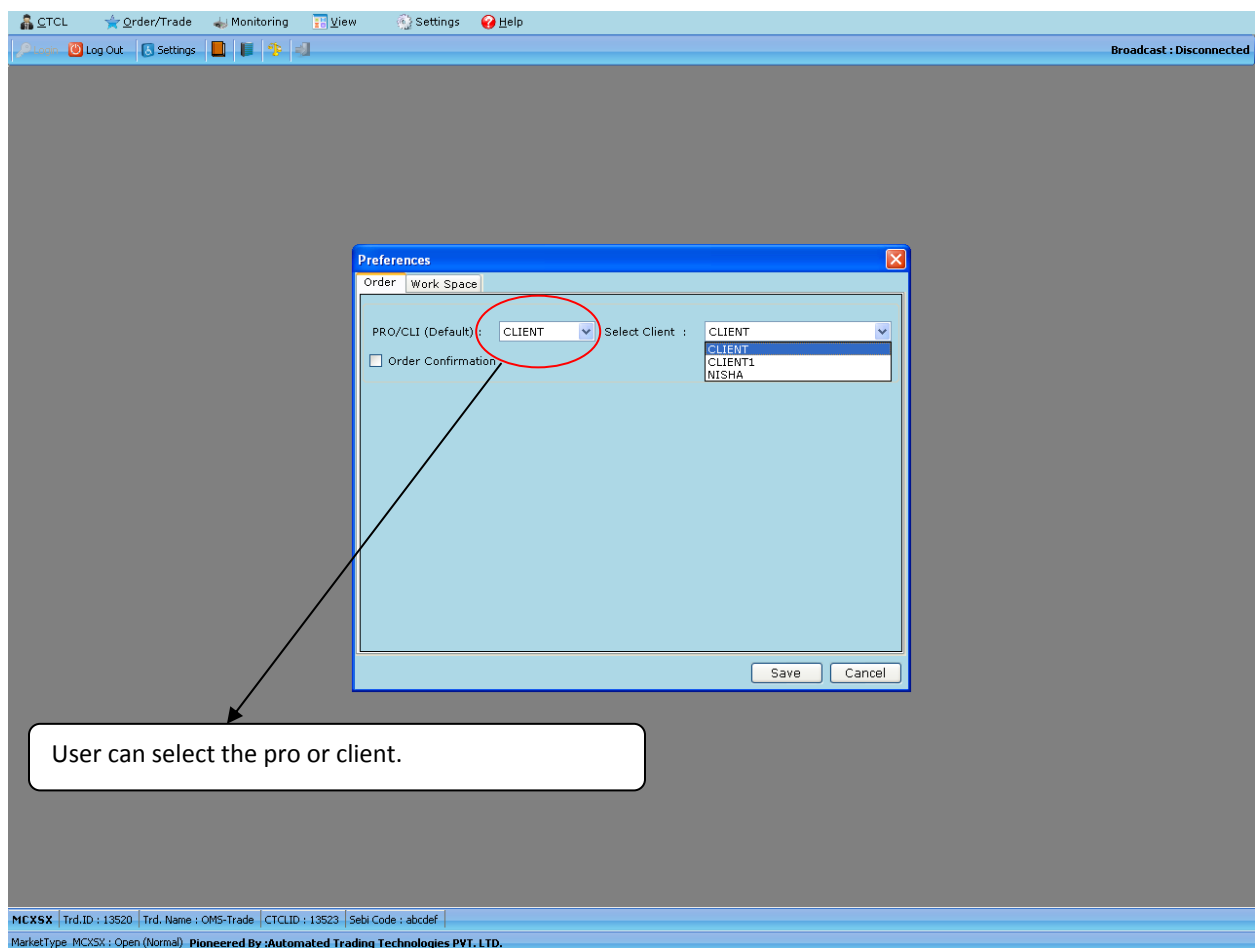 CTCL Order/Trade Monitoring View Settings Help
Log Out Settings Broadcast : Disconnected
Preferences
Order Work Space
PRO/CLI (Default) : CLIENT Select Client : CLIENT
Order Confirmation CLIENT
CLIENT1
NISHA
Save Cancel
User can select the pro or client.
MCXSX Trd.ID : 13520 Trd. Name : OMS-Trade CTCLID : 13523 Sebi Code : abcdef
MarketType MCXSX : Open (Normal) Pioneered By :Automated Trading Technologies PVT. LTD.